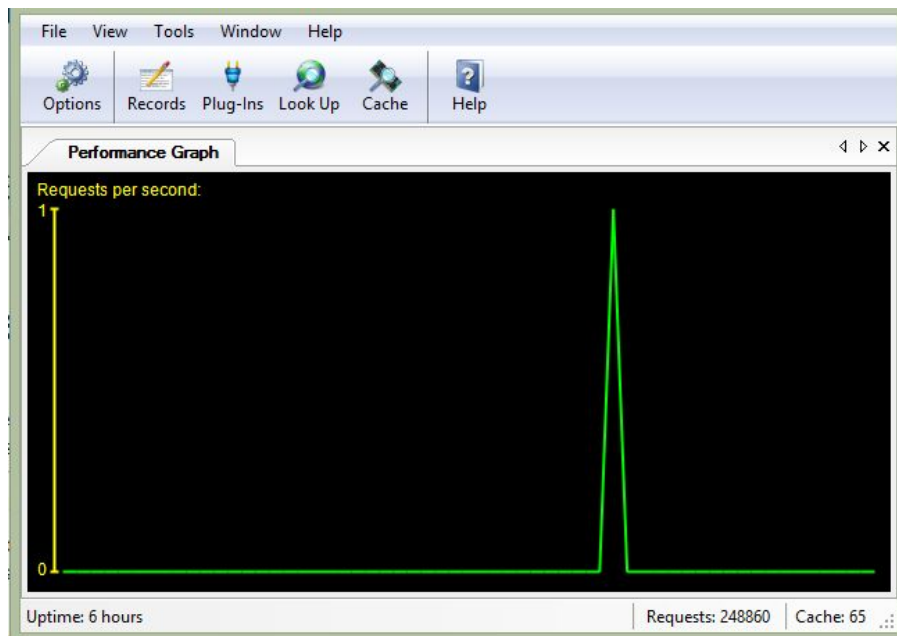 File View Tools Window Help
Options Records Plug-Ins Look Up Cache Help
Performance Graph
Requests per second:
1
0
Uptime: 6 hours Requests: 248860 Cache: 65